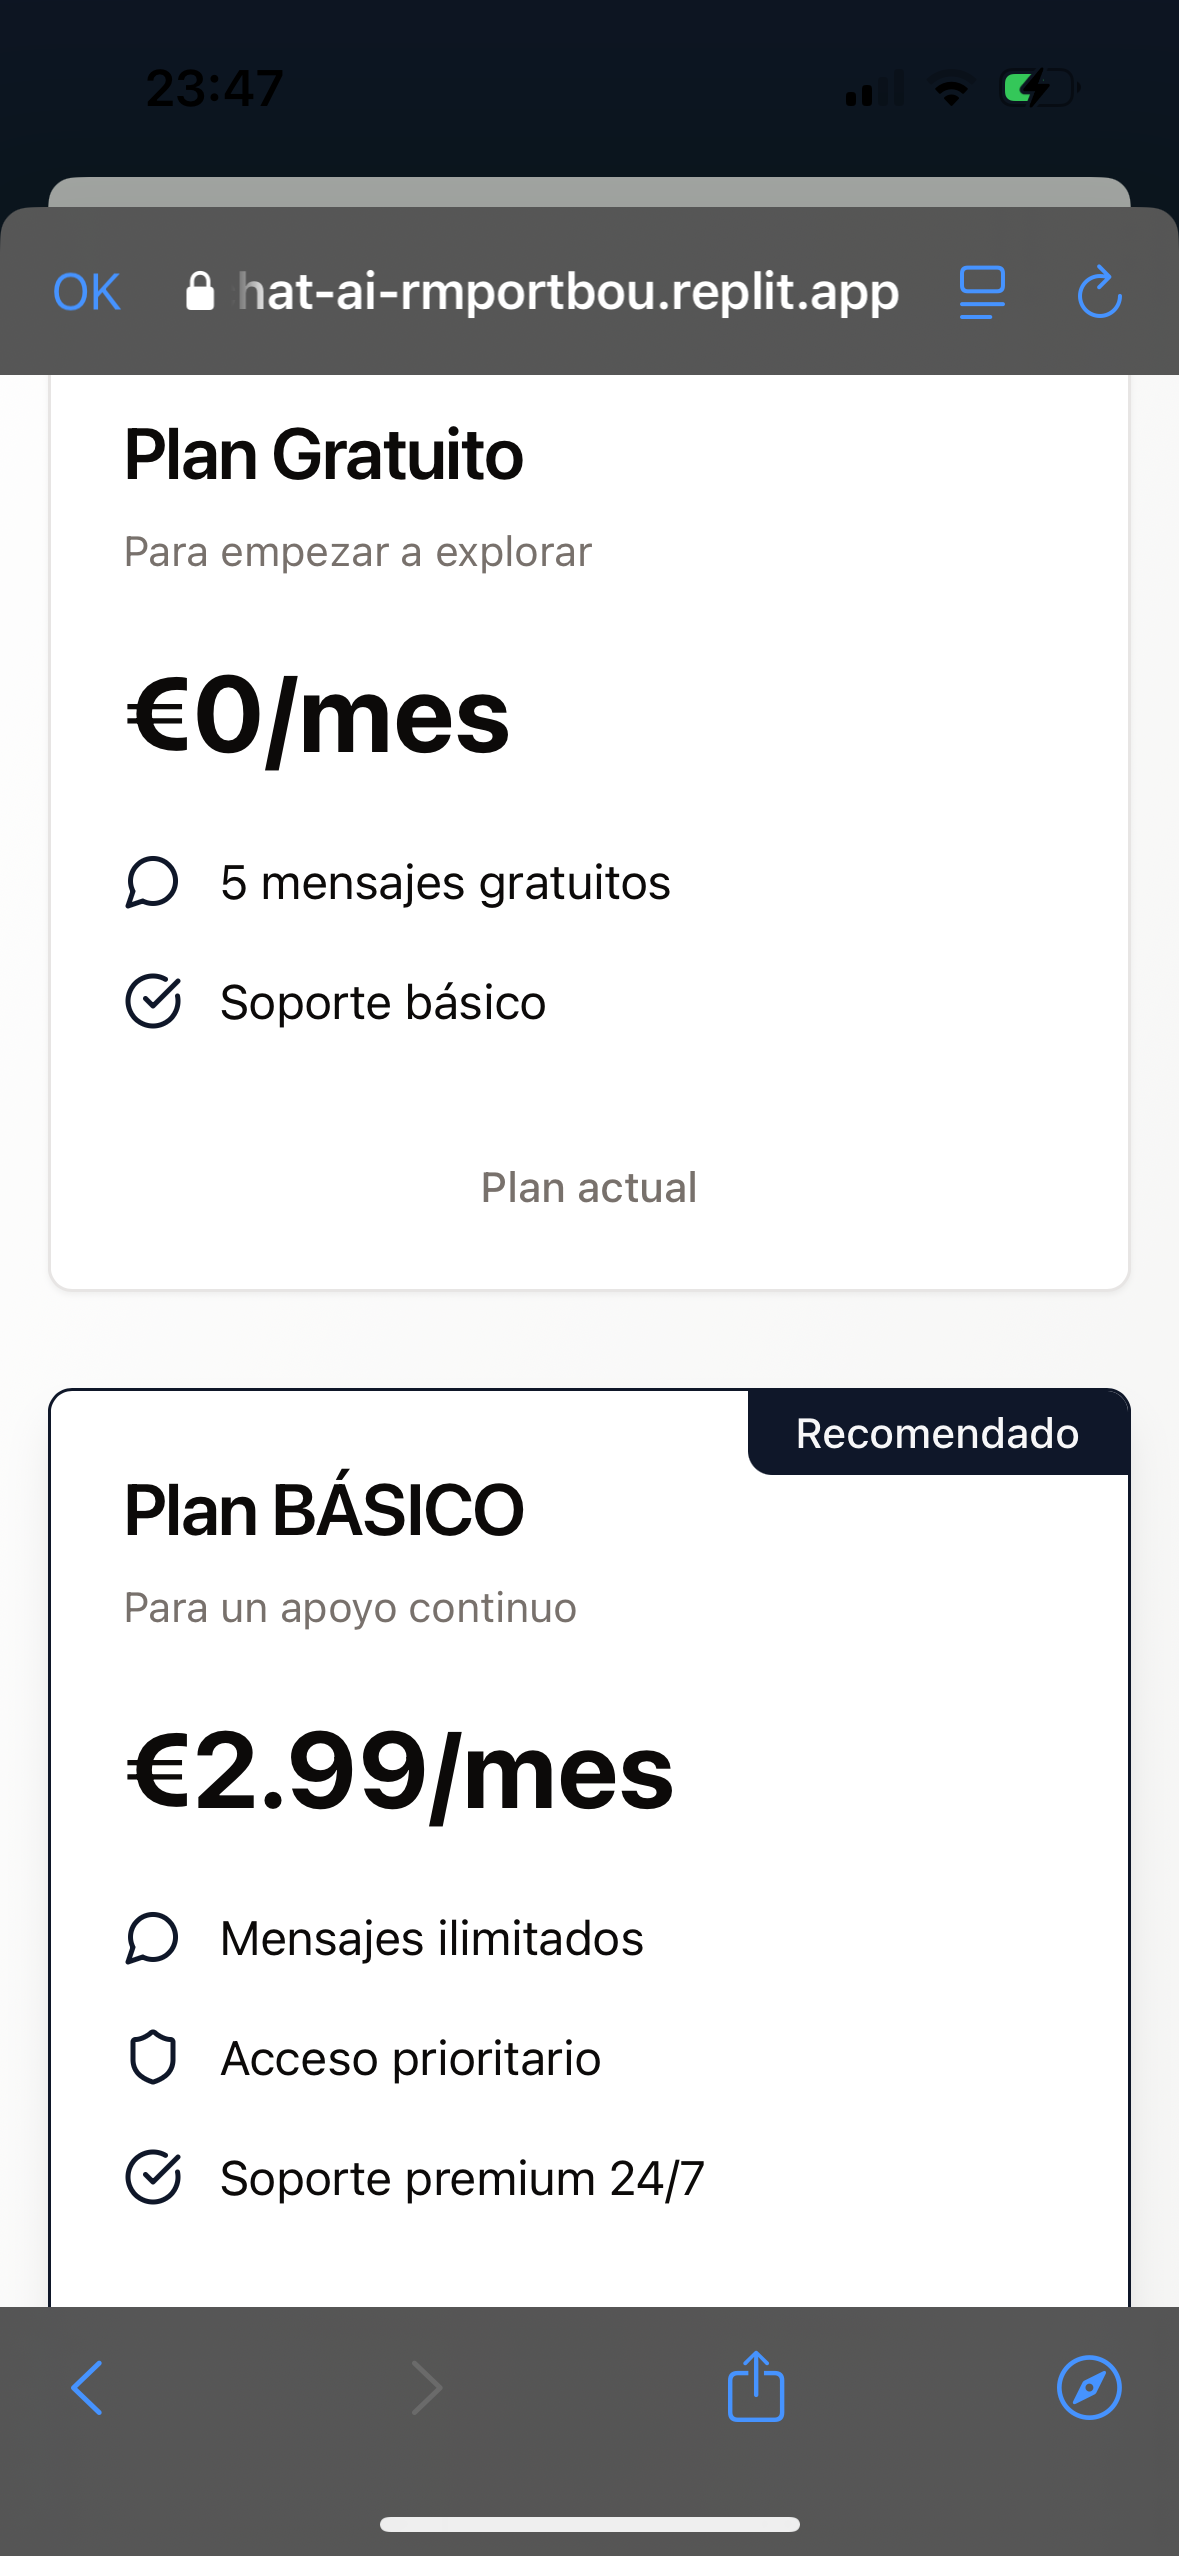 23:47
OK
hat-ai-rmportbou.replit.app
Plan Gratuito
Para empezar a explorar
€0/mes
5 mensajes gratuitos
Soporte básico
Plan actual
Recomendado
Plan BÁSICO
Para un apoyo continuo
€2.99/mes
Mensajes ilimitados
Acceso prioritario
Soporte premium 24/7